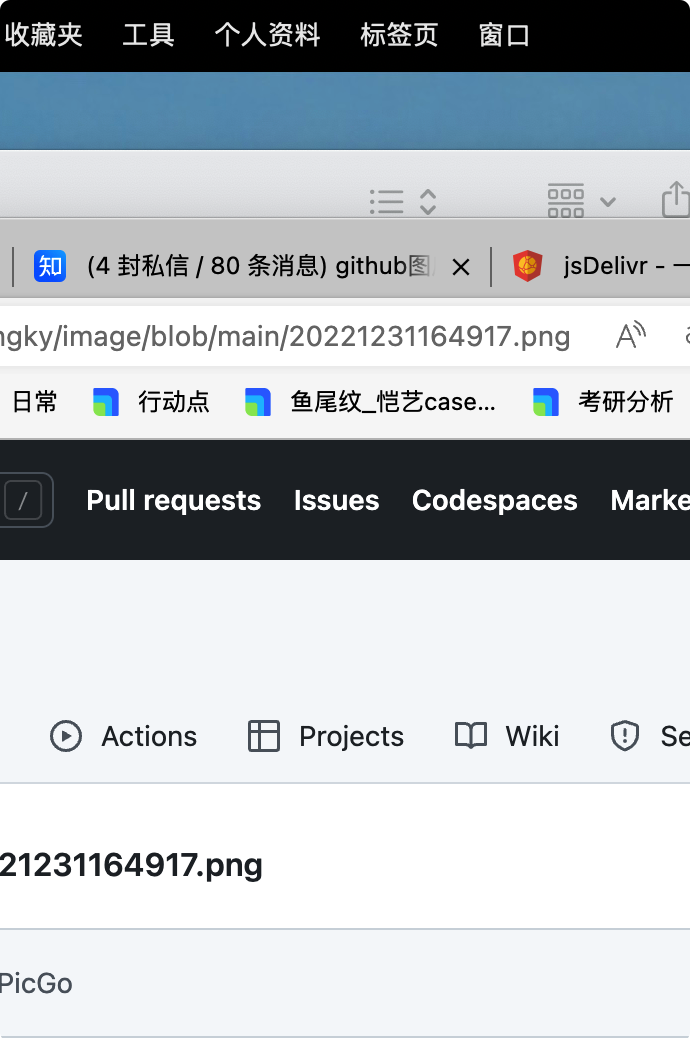 收藏夹 工具 个人资料 标签页 窗口
知 (4 封私信 / 80 条消息) github图 jsDelivr - 一
ngky/image/blob/main/20221231164917.png
日常 行动点 鱼尾纹_恺艺case... 考研分析
/ Pull requests Issues Codespaces Marke
Actions Projects Wiki Se
21231164917.png
PicGo